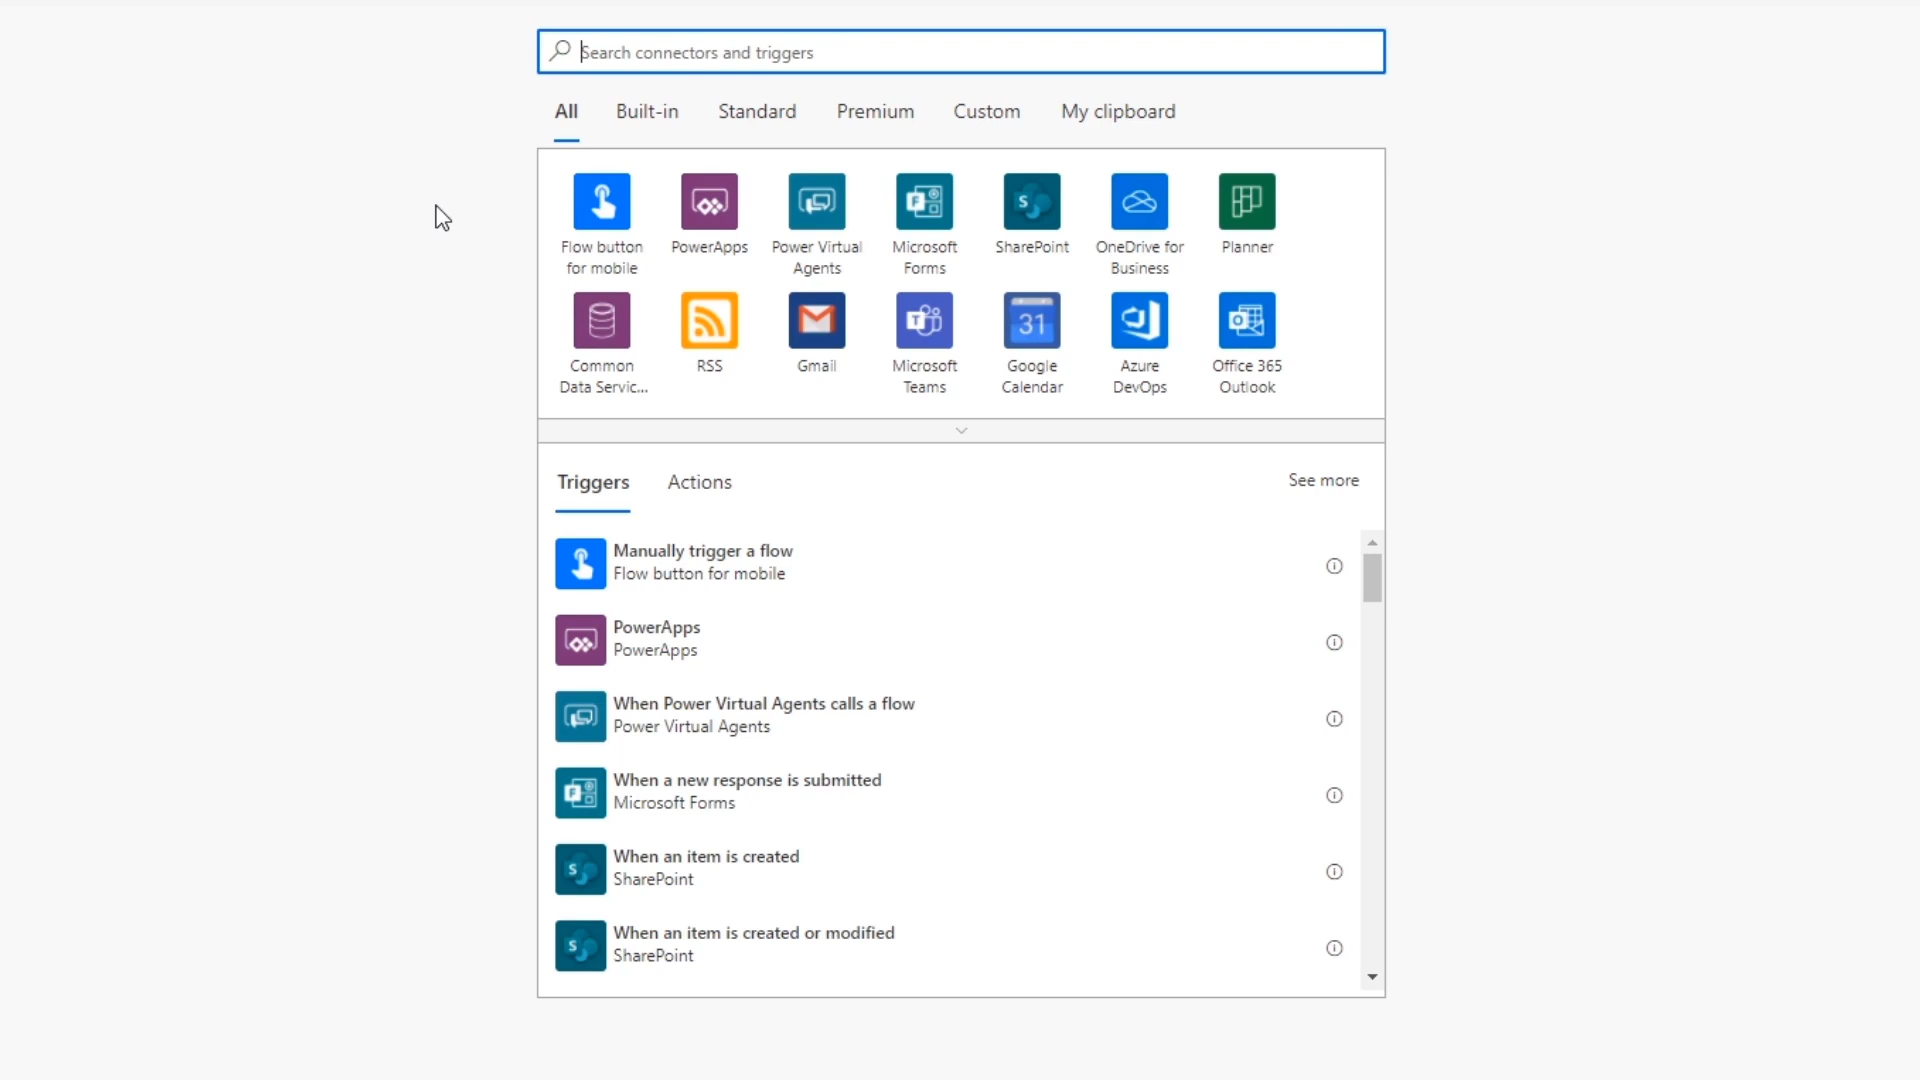 Search connectors and triggers
All Built-in Standard Premium Custom My clipboard
Flow button for mobile
PowerApps
Power Virtual Agents
Microsoft Forms
SharePoint
OneDrive for Business
Planner
Common Data Servic...
RSS
Gmail
Microsoft Teams
31
Google Calendar
Azure DevOps
Office 365 Outlook
Triggers Actions See more
Manually trigger a flow
Flow button for mobile
PowerApps
PowerApps
When Power Virtual Agents calls a flow
Power Virtual Agents
When a new response is submitted
Microsoft Forms
When an item is created
SharePoint
When an item is created or modified
SharePoint